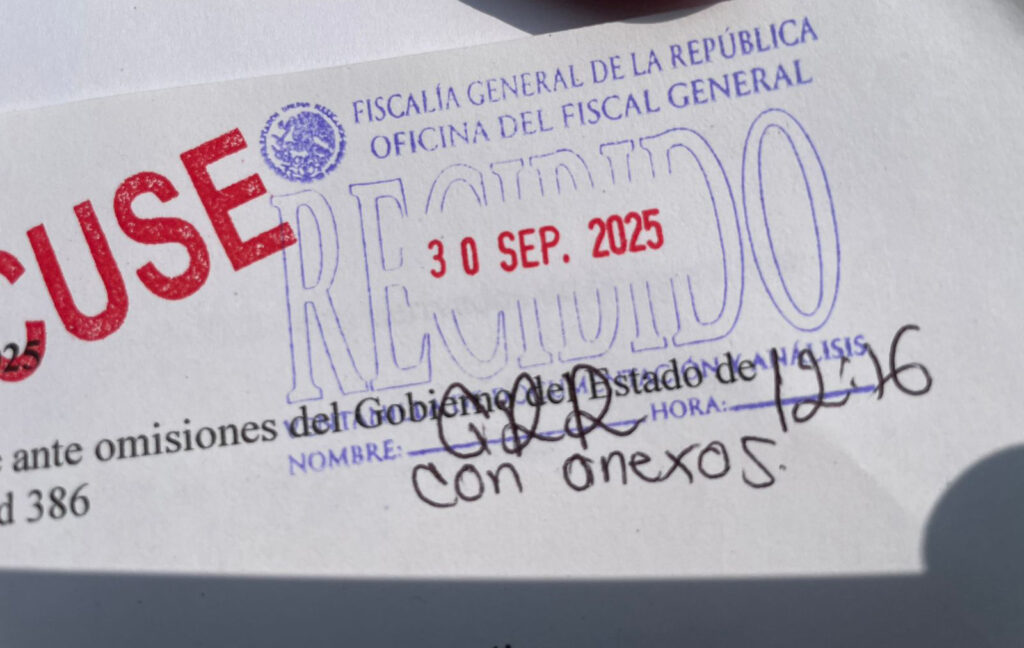 FISCALÍA GENERAL DE LA REPÚBLICA
OFICINA DEL FISCAL GENERAL
CUSE
RECIBIDO
30 SEP. 2025
25
Y ANÁLISIS
ante omisiones del Gobierno del Estado de
NOMBRE: HORA: 12:16
con anexos.
d 386